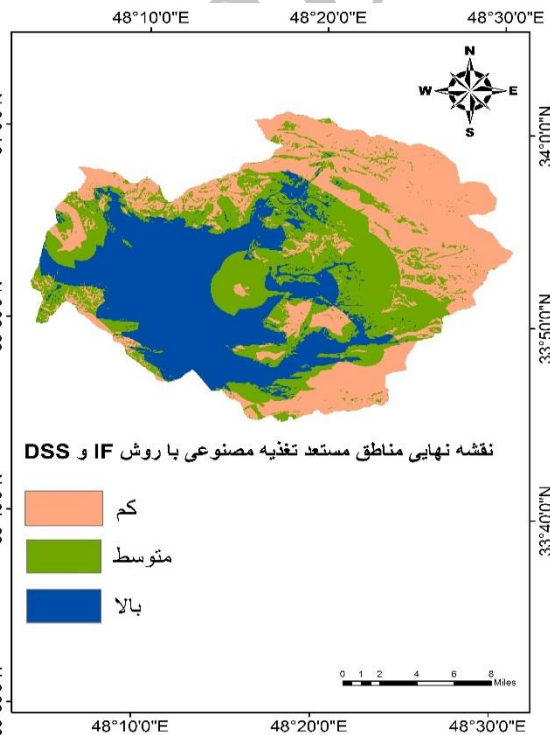 48°10'0"E 48°20'0"E 48°30'0"E
N
W E
S
34°0'0"N
33°50'0"N
نقشه نهایی مناطق مستعد تغذیه مصنوعی با روش IF و DSS
کم
متوسط
بالا
33°40'0"N
0 1 2 4 6 8
Miles
48°10'0"E 48°20'0"E 48°30'0"E